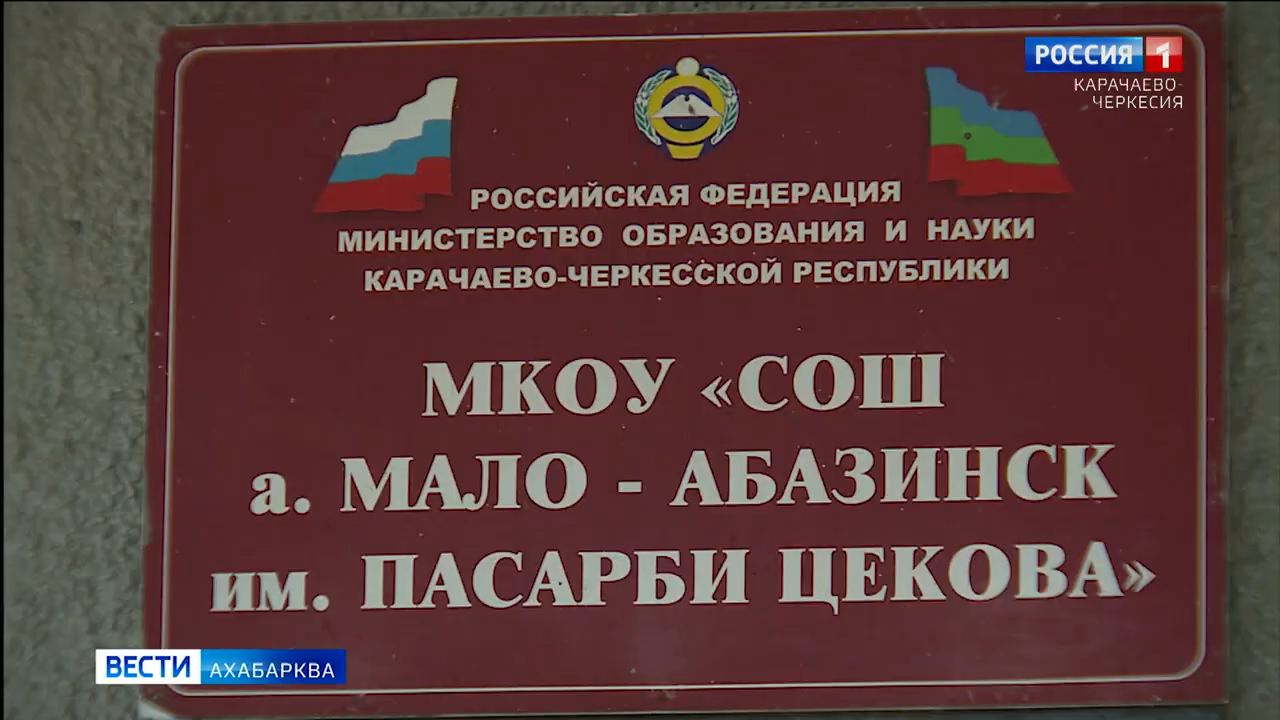 РОССИЯ 1
КАРАЧАЕВО-
ЧЕРКЕСИЯ
РОССИЙСКАЯ ФЕДЕРАЦИЯ
МИНИСТЕРСТВО ОБРАЗОВАНИЯ И НАУКИ
КАРАЧАЕВО-ЧЕРКЕССКОЙ РЕСПУБЛИКИ
МКОУ «СОШ
а. МАЛО - АБАЗИНСК
им. ПАСАРБИ ЦЕКОВА»
ВЕСТИ АХАБАРКВА